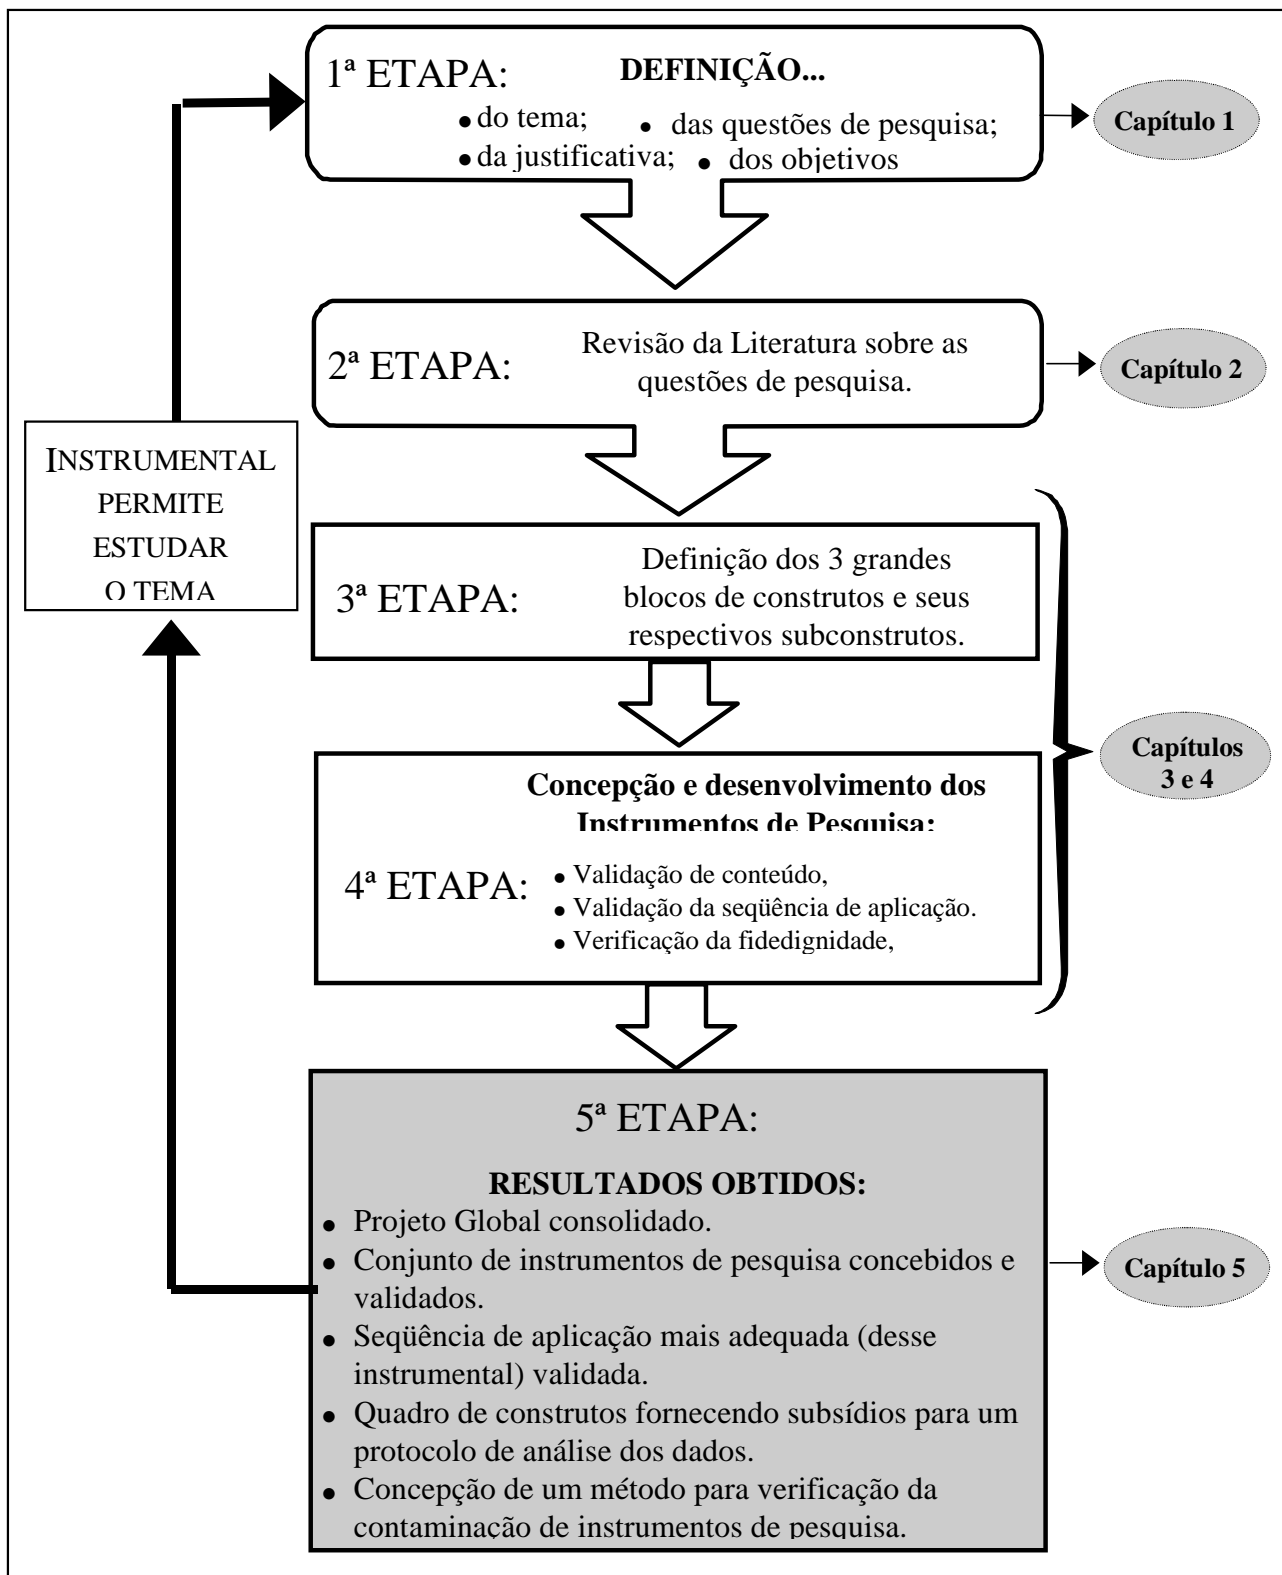 1ª ETAPA:
DEFINIÇÃO...
• do tema; • das questões de pesquisa;
• da justificativa; • dos objetivos
Capítulo 1
2ª ETAPA:
Revisão da Literatura sobre as
questões de pesquisa.
Capítulo 2
INSTRUMENTAL
PERMITE
ESTUDAR
O TEMA
3ª ETAPA:
Definição dos 3 grandes
blocos de construtos e seus
respectivos subconstrutos.
Capítulos
3 e 4
4ª ETAPA:
Concepção e desenvolvimento dos
Instrumentos de Pesquisa:
• Validação de conteúdo,
• Validação da seqüência de aplicação.
• Verificação da fidedignidade,
5ª ETAPA:
RESULTADOS OBTIDOS:
• Projeto Global consolidado.
• Conjunto de instrumentos de pesquisa concebidos e
validados.
• Seqüência de aplicação mais adequada (desse
instrumental) validada.
• Quadro de construtos fornecendo subsídios para um
protocolo de análise dos dados.
• Concepção de um método para verificação da
contaminação de instrumentos de pesquisa.
Capítulo 5